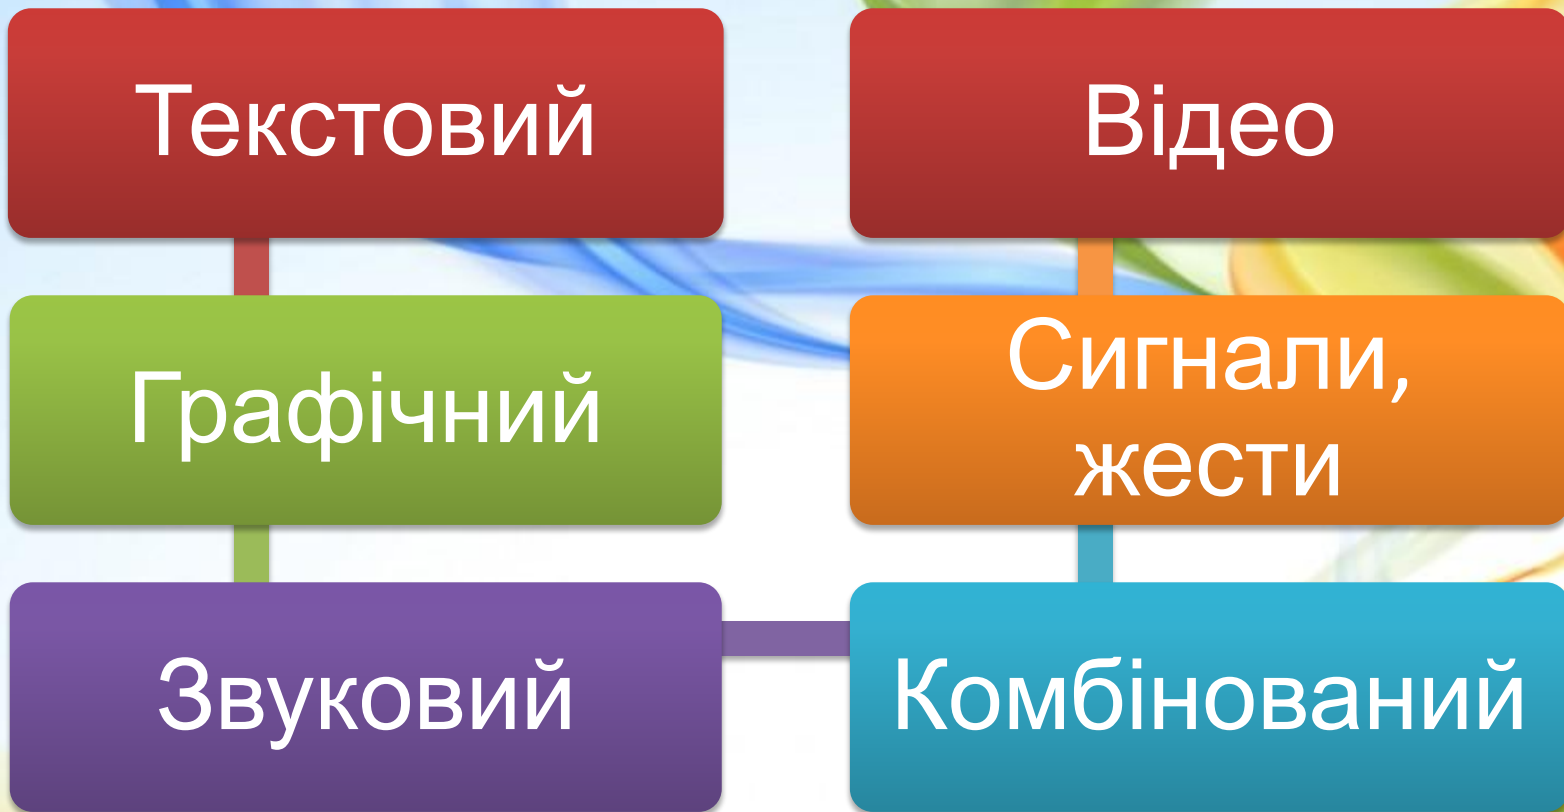 Текстовий
Графічний
Звуковий
Комбінований
Сигнали,
жести
Відео